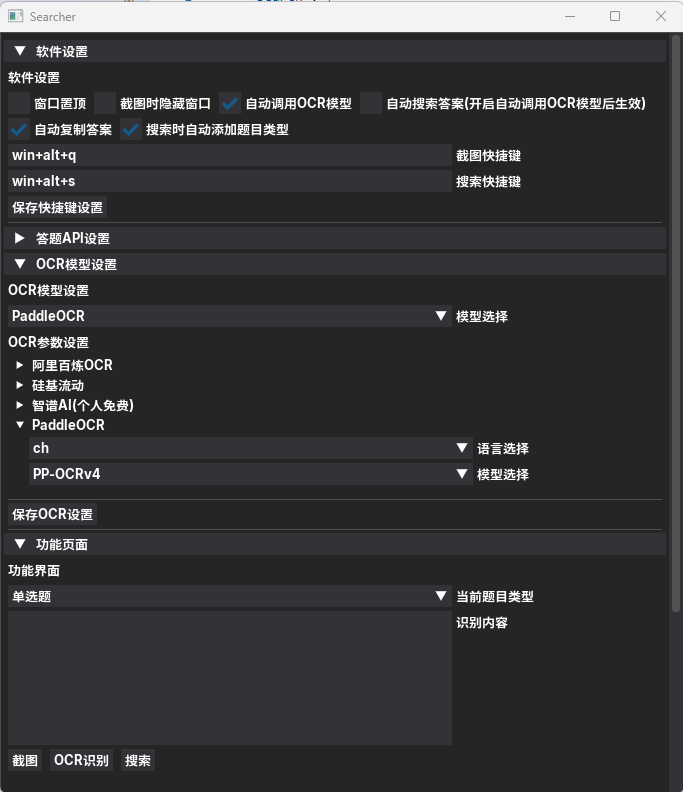 Searcher
软件设置
软件设置
窗口置顶 截图时隐藏窗口 自动调用OCR模型 自动搜索答案(开启自动调用OCR模型后生效)
自动复制答案 搜索时自动添加题目类型
win+alt+q 截图快捷键
win+alt+s 搜索快捷键
保存快捷键设置
答题API设置
OCR模型设置
OCR模型设置
PaddleOCR 模型选择
OCR参数设置
阿里百炼OCR
硅基流动
智谱AI(个人免费)
PaddleOCR
ch 语言选择
PP-OCRv4 模型选择
保存OCR设置
功能页面
功能界面
单选题 当前题目类型
识别内容
截图 OCR识别 搜索